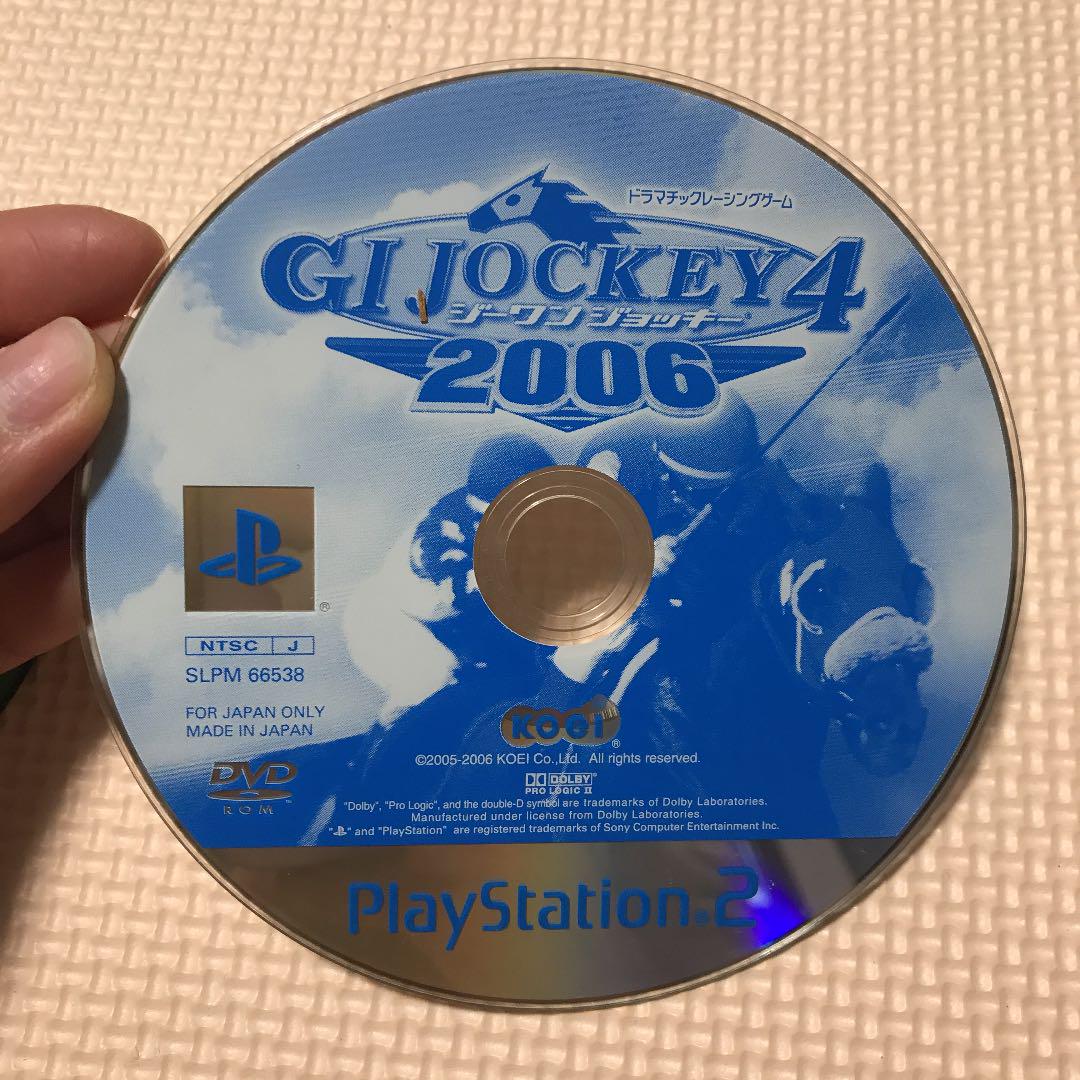 ドラマチックレーシングゲーム
GI JOCKEY 4
ジーワン ジョッキー
2006
®
NTSC J
SLPM 66538
FOR JAPAN ONLY
MADE IN JAPAN
DVD
ROM
KOEI®
©2005-2006 KOEI Co.,Ltd. All rights reserved.
DOLBY®
PRO LOGIC II
"Dolby", "Pro Logic", and the double-D symbol are trademarks of Dolby Laboratories.
Manufactured under license from Dolby Laboratories.
" " and "PlayStation" are registered trademarks of Sony Computer Entertainment Inc.
PlayStation®2